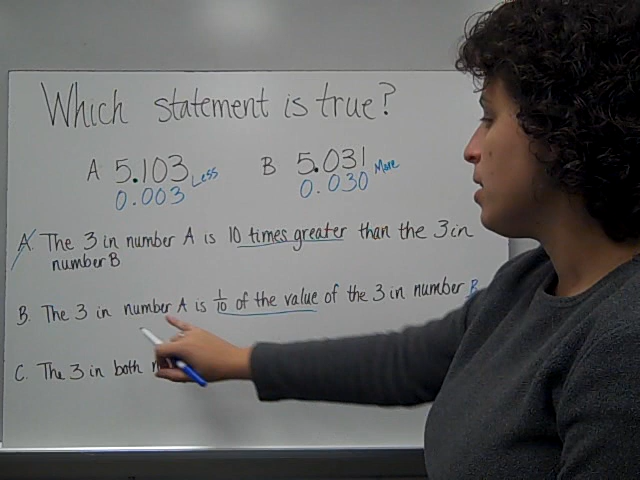 Which statement is true?
A 5.103 Less B 5.031 More
0.003 0.030
A. The 3 in number A is 10 times greater than the 3 in
number B
B. The 3 in number A is 1/10 of the value of the 3 in number B
C. The 3 in both